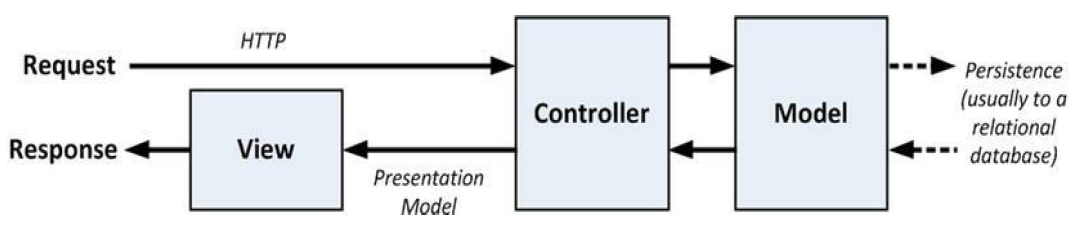 HTTP
Request
Response
View
Presentation
Model
Controller
Model
Persistence
(usually to a
relational
database)